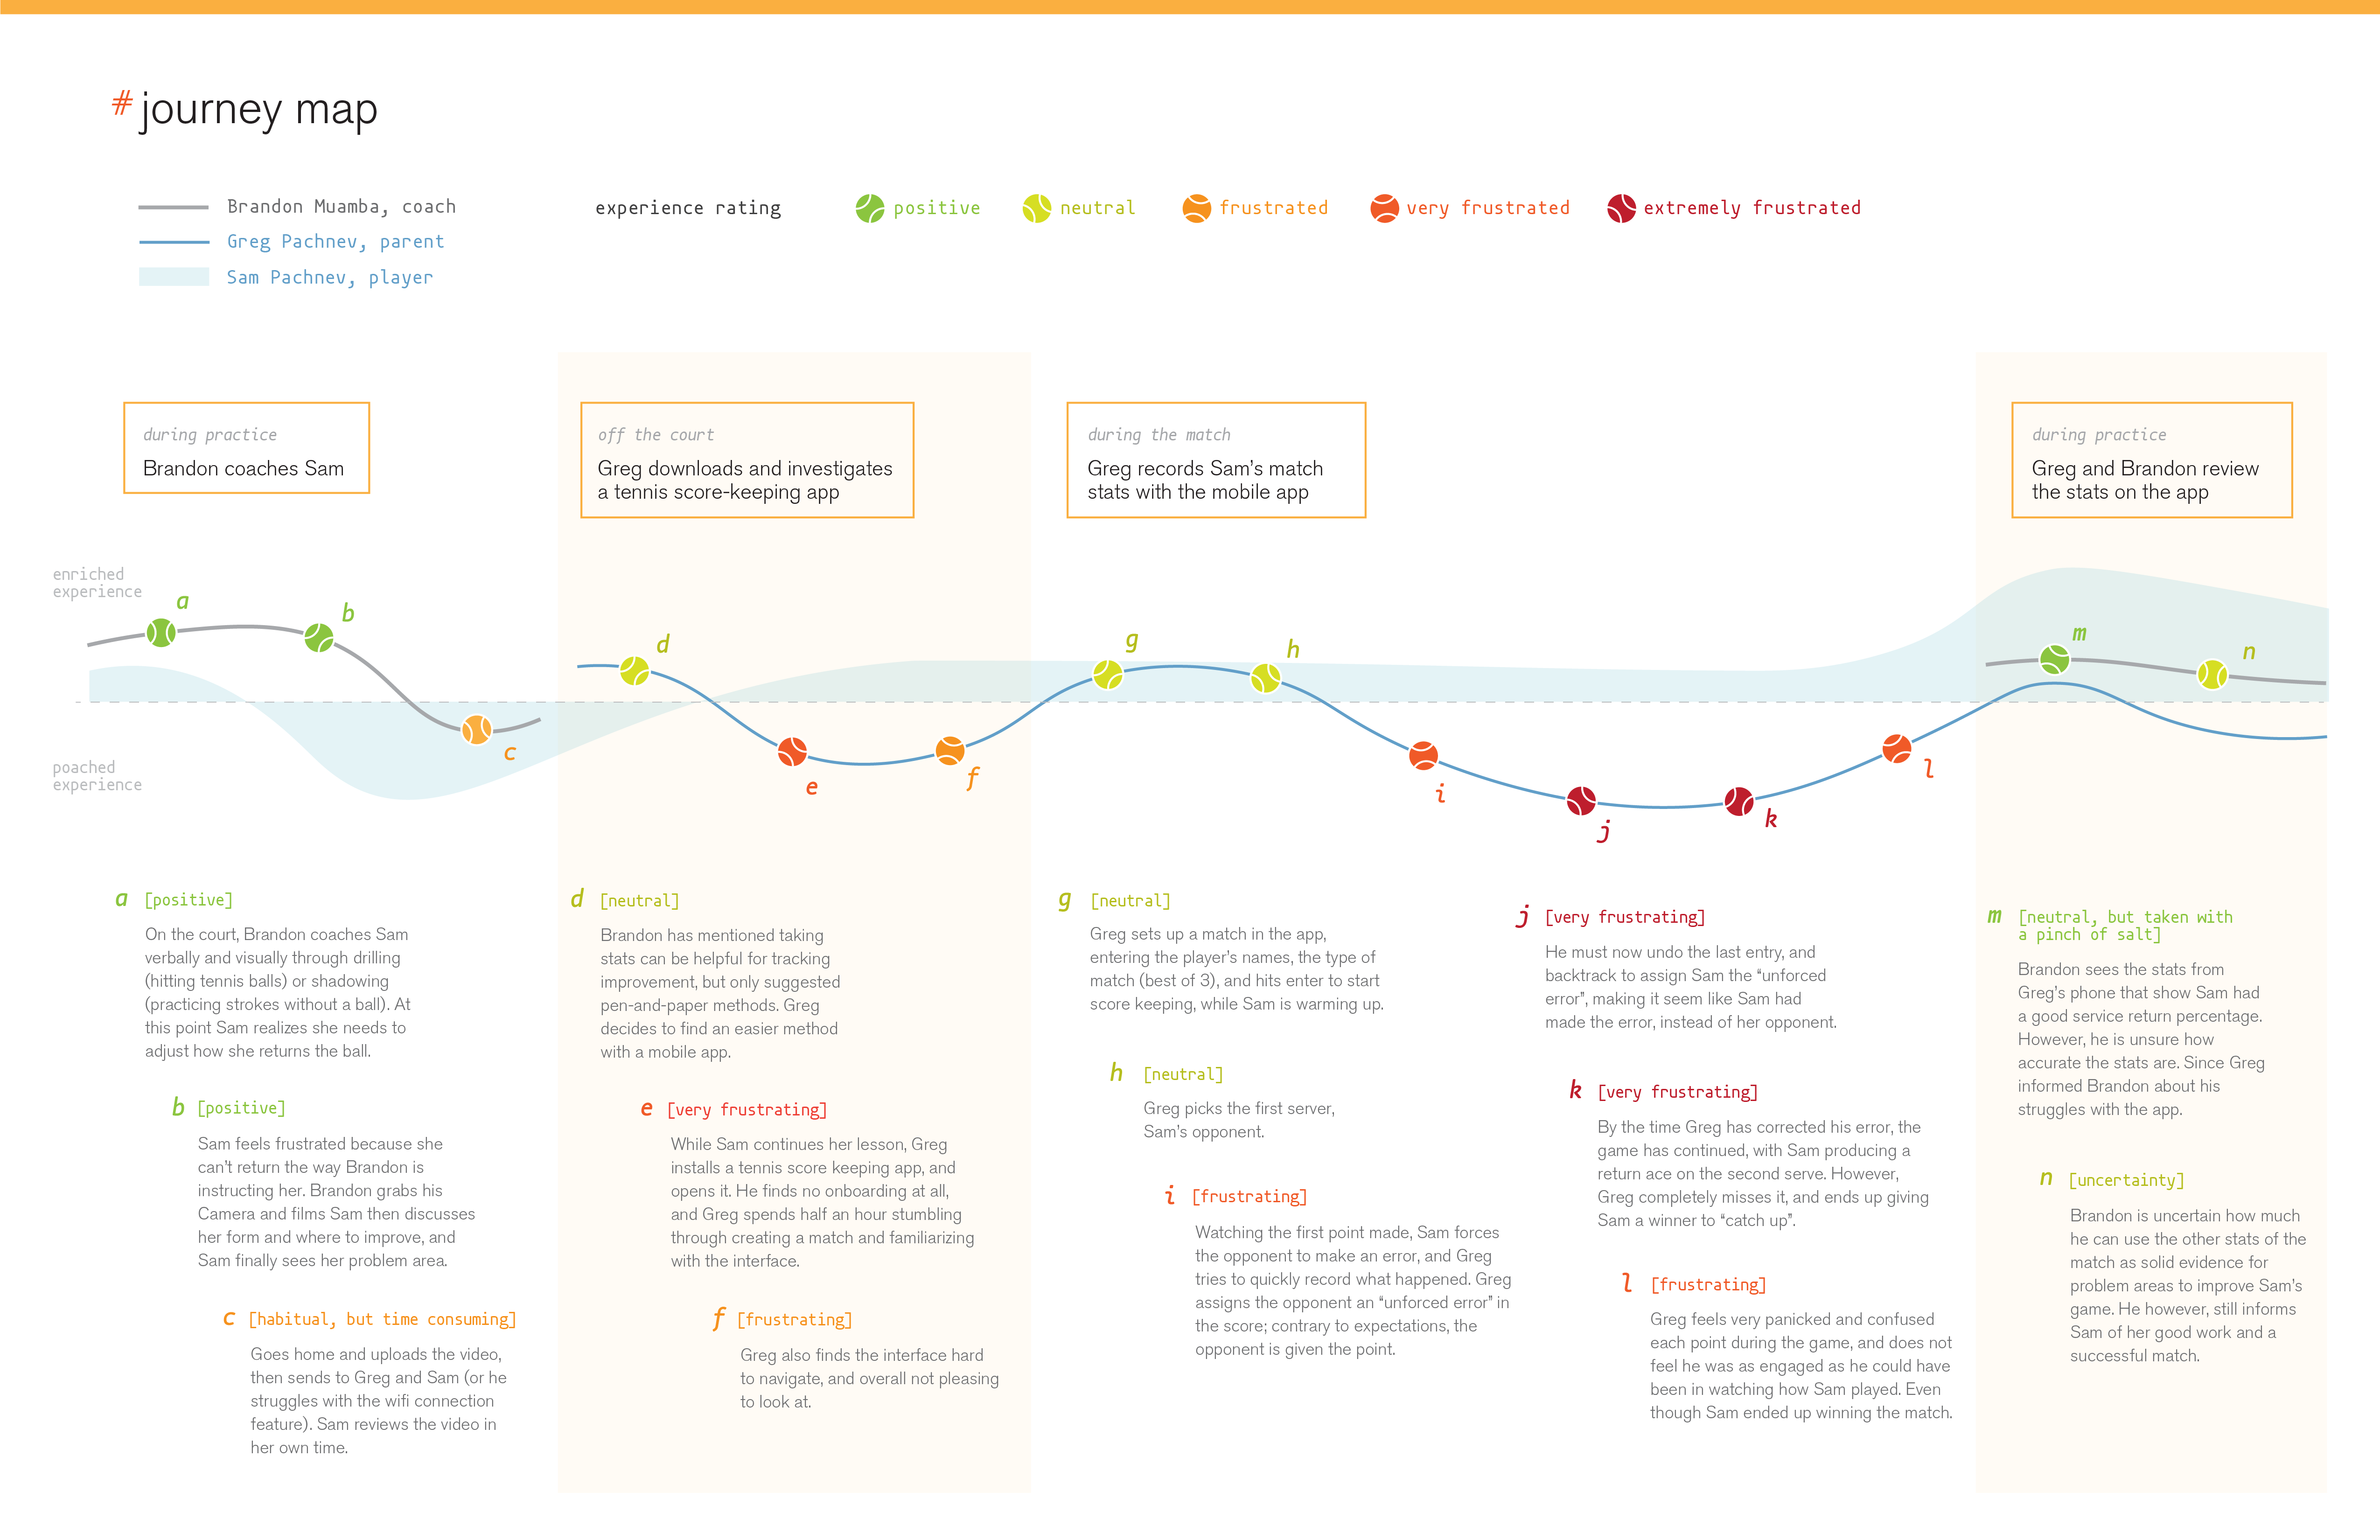 # journey map
Brandon Muamba, coach
Greg Pachnev, parent
Sam Pachnev, player
experience rating
positive
neutral
frustrated
very frustrated
extremely frustrated
during practice
Brandon coaches Sam
off the court
Greg downloads and investigates
a tennis score-keeping app
during the match
Greg records Sam's match
stats with the mobile app
during practice
Greg and Brandon review
the stats on the app
enriched
experience
poached
experience
a
b
c
d
e
f
g
h
i
j
k
l
m
n
a [positive]
On the court, Brandon coaches Sam
verbally and visually through drilling
(hitting tennis balls) or shadowing
(practicing strokes without a ball). At
this point Sam realizes she needs to
adjust how she returns the ball.
b [positive]
Sam feels frustrated because she
can't return the way Brandon is
instructing her. Brandon grabs his
Camera and films Sam then discusses
her form and where to improve, and
Sam finally sees her problem area.
c [habitual, but time consuming]
Goes home and uploads the video,
then sends to Greg and Sam (or he
struggles with the wifi connection
feature). Sam reviews the video in
her own time.
d [neutral]
Brandon has mentioned taking
stats can be helpful for tracking
improvement, but only suggested
pen-and-paper methods. Greg
decides to find an easier method
with a mobile app.
e [very frustrating]
While Sam continues her lesson, Greg
installs a tennis score keeping app, and
opens it. He finds no onboarding at all,
and Greg spends half an hour stumbling
through creating a match and familiarizing
with the interface.
f [frustrating]
Greg also finds the interface hard
to navigate, and overall not pleasing
to look at.
g [neutral]
Greg sets up a match in the app,
entering the player's names, the type of
match (best of 3), and hits enter to start
score keeping, while Sam is warming up.
h [neutral]
Greg picks the first server,
Sam's opponent.
i [frustrating]
Watching the first point made, Sam forces
the opponent to make an error, and Greg
tries to quickly record what happened. Greg
assigns the opponent an “unforced error” in
the score; contrary to expectations, the
opponent is given the point.
j [very frustrating]
He must now undo the last entry, and
backtrack to assign Sam the “unforced
error”, making it seem like Sam had
made the error, instead of her opponent.
k [very frustrating]
By the time Greg has corrected his error, the
game has continued, with Sam producing a
return ace on the second serve. However,
Greg completely misses it, and ends up giving
Sam a winner to “catch up”.
l [frustrating]
Greg feels very panicked and confused
each point during the game, and does not
feel he was as engaged as he could have
been in watching how Sam played. Even
though Sam ended up winning the match.
m [neutral, but taken with
a pinch of salt]
Brandon sees the stats from
Greg's phone that show Sam had
a good service return percentage.
However, he is unsure how
accurate the stats are. Since Greg
informed Brandon about his
struggles with the app.
n [uncertainty]
Brandon is uncertain how much
he can use the other stats of the
match as solid evidence for
problem areas to improve Sam's
game. He however, still informs
Sam of her good work and a
successful match.